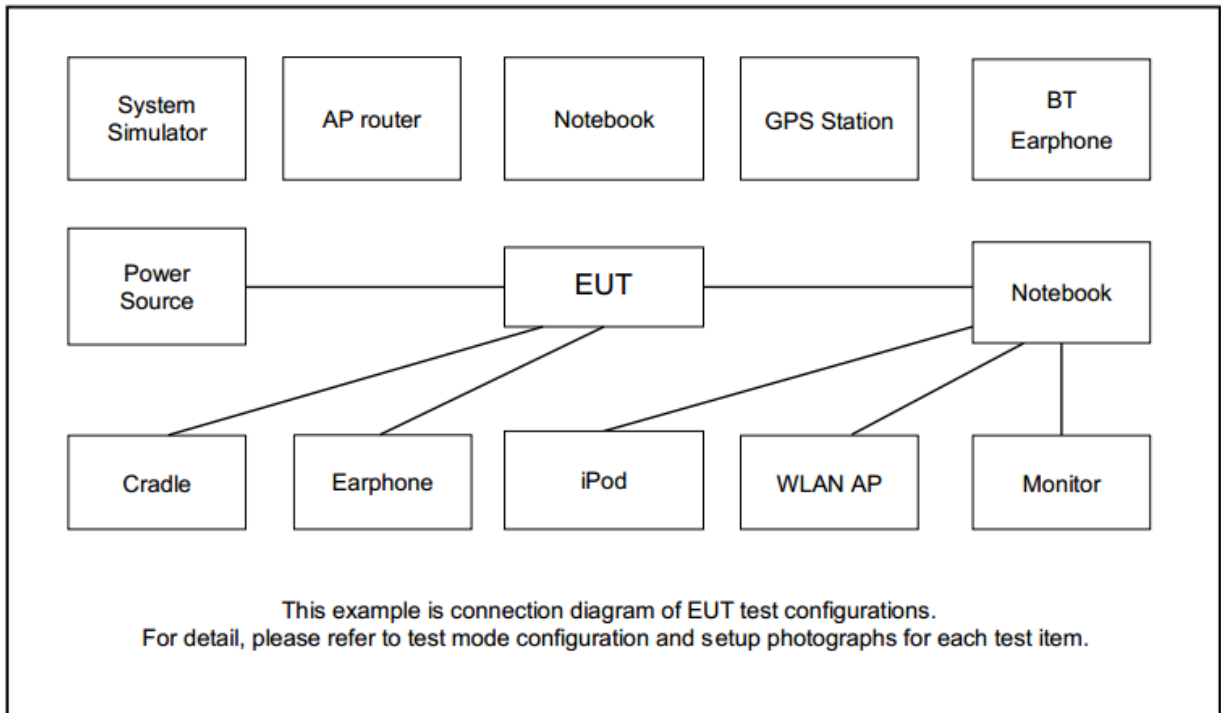 System
Simulator
AP router
Notebook
GPS Station
BT
Earphone
Power
Source
EUT
Notebook
Cradle
Earphone
iPod
WLAN AP
Monitor
This example is connection diagram of EUT test configurations.
For detail, please refer to test mode configuration and setup photographs for each test item.